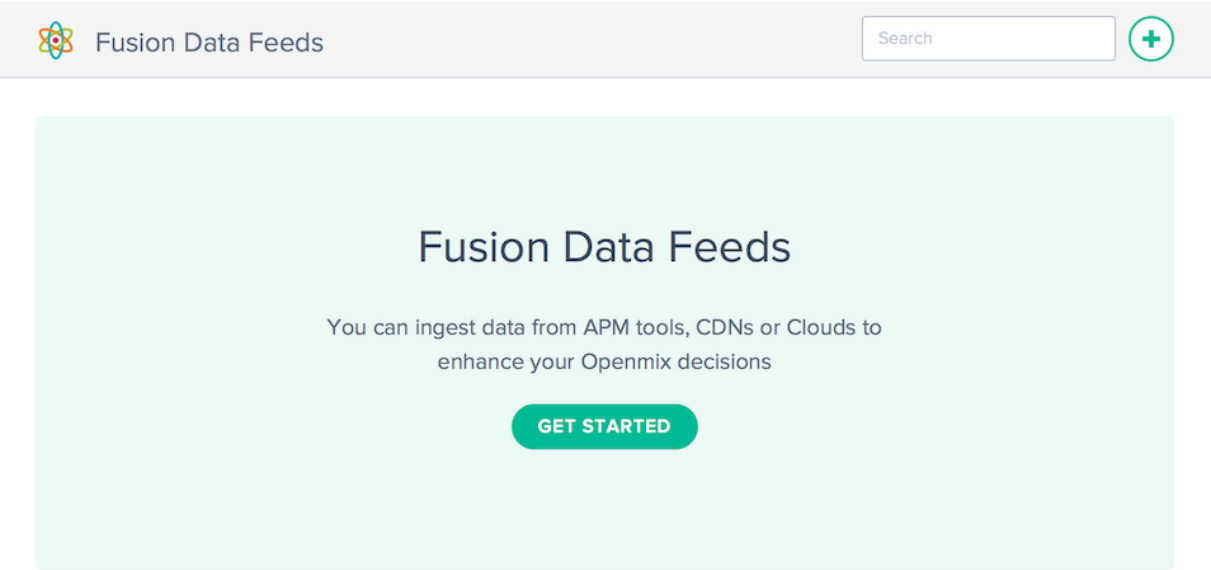 Fusion Data Feeds
Search
Fusion Data Feeds
You can ingest data from APM tools, CDNs or Clouds to
enhance your Openmix decisions
GET STARTED